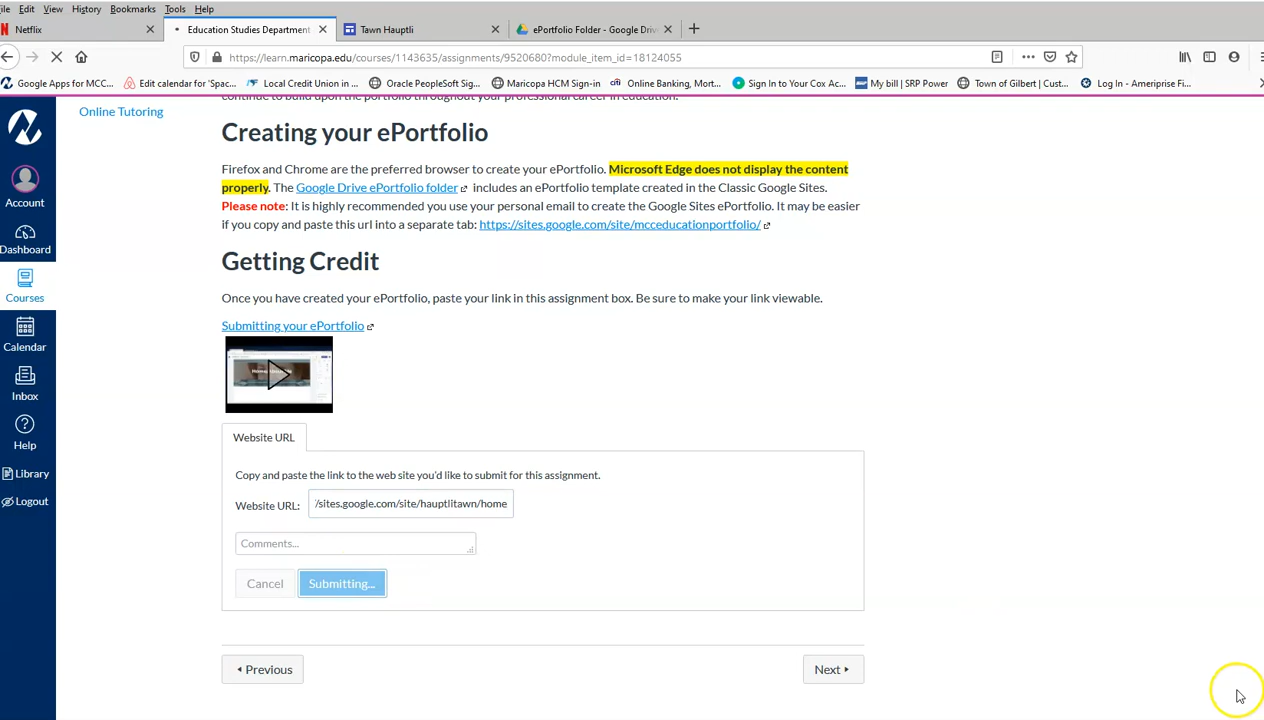 ile Edit View History Bookmarks Tools Help
Netflix × Education Studies Department × Tawn Hauptli × ePortfolio Folder - Google Driv × +
https://learn.maricopa.edu/courses/1143635/assignments/9520680?module_item_id=18124055
Google Apps for MCC... Edit calendar for 'Spac... Local Credit Union in ... Oracle PeopleSoft Sig... Maricopa HCM Sign-in Online Banking, Mort... Sign In to Your Cox Ac... My bill | SRP Power Town of Gilbert | Cust... Log In - Ameriprise Fi...
continue to build upon the portfolio throughout your professional career in education.
Online Tutoring
Creating your ePortfolio
Firefox and Chrome are the preferred browser to create your ePortfolio. Microsoft Edge does not display the content
properly. The Google Drive ePortfolio folder includes an ePortfolio template created in the Classic Google Sites.
Please note: It is highly recommended you use your personal email to create the Google Sites ePortfolio. It may be easier
if you copy and paste this url into a separate tab: https://sites.google.com/site/mcceducationportfolio/
Account
Dashboard
Courses
Calendar
Inbox
Help
Library
Logout
Getting Credit
Once you have created your ePortfolio, paste your link in this assignment box. Be sure to make your link viewable.
Submitting your ePortfolio
Website URL
Copy and paste the link to the web site you'd like to submit for this assignment.
Website URL: /sites.google.com/site/hauptlitawn/home
Comments...
Cancel Submitting...
Previous Next